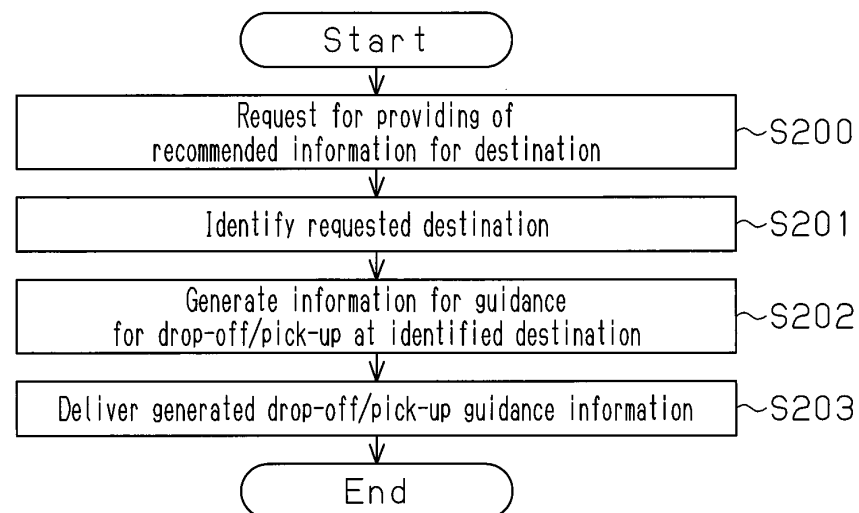 Start
Request for providing of
recommended information for destination
S200
Identify requested destination
S201
Generate information for guidance
for drop-off/pick-up at identified destination
S202
Deliver generated drop-off/pick-up guidance information
S203
End